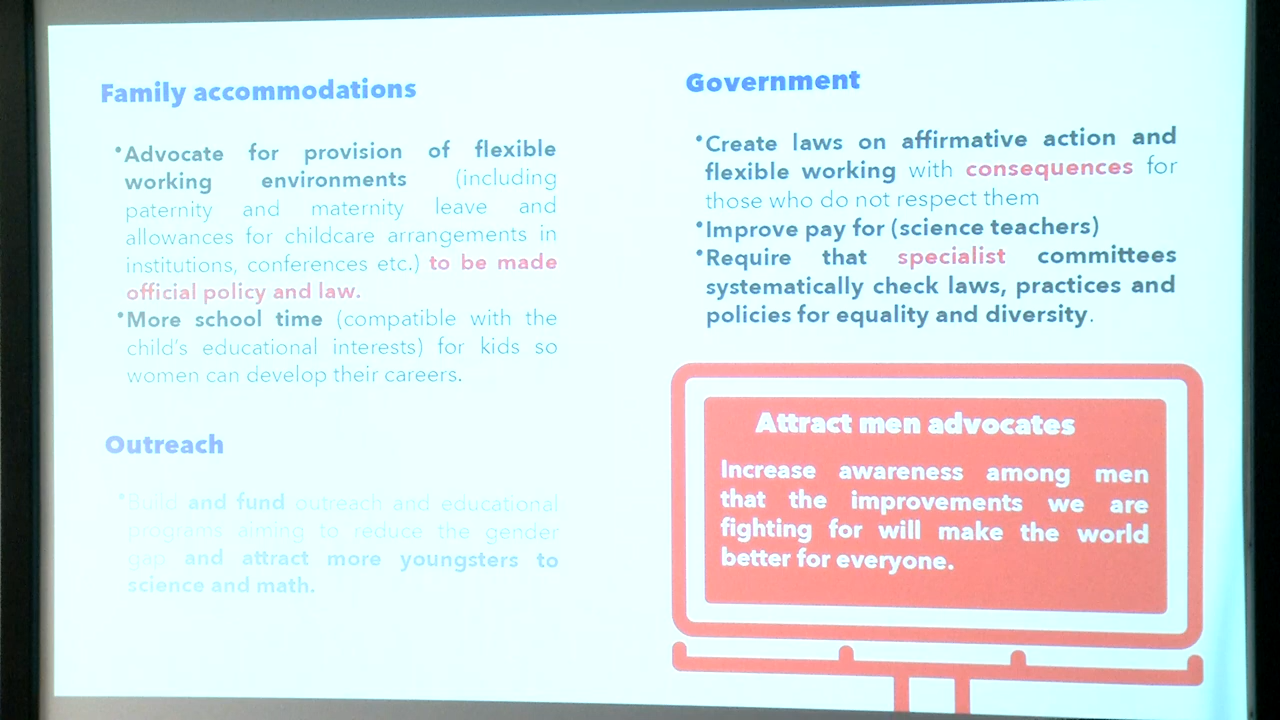 Family accommodations
•Advocate for provision of flexible
working environments (including
paternity and maternity leave and
allowances for childcare arrangements in
institutions, conferences etc.) to be made
official policy and law.
•More school time (compatible with the
child's educational interests) for kids so
women can develop their careers.
Outreach
•Build and fund outreach and educational
programs aiming to reduce the gender
gap and attract more youngsters to
science and math.
Government
•Create laws on affirmative action and
flexible working with consequences for
those who do not respect them
•Improve pay for (science teachers)
•Require that specialist committees
systematically check laws, practices and
policies for equality and diversity.
Attract men advocates
Increase awareness among men
that the improvements we are
fighting for will make the world
better for everyone.